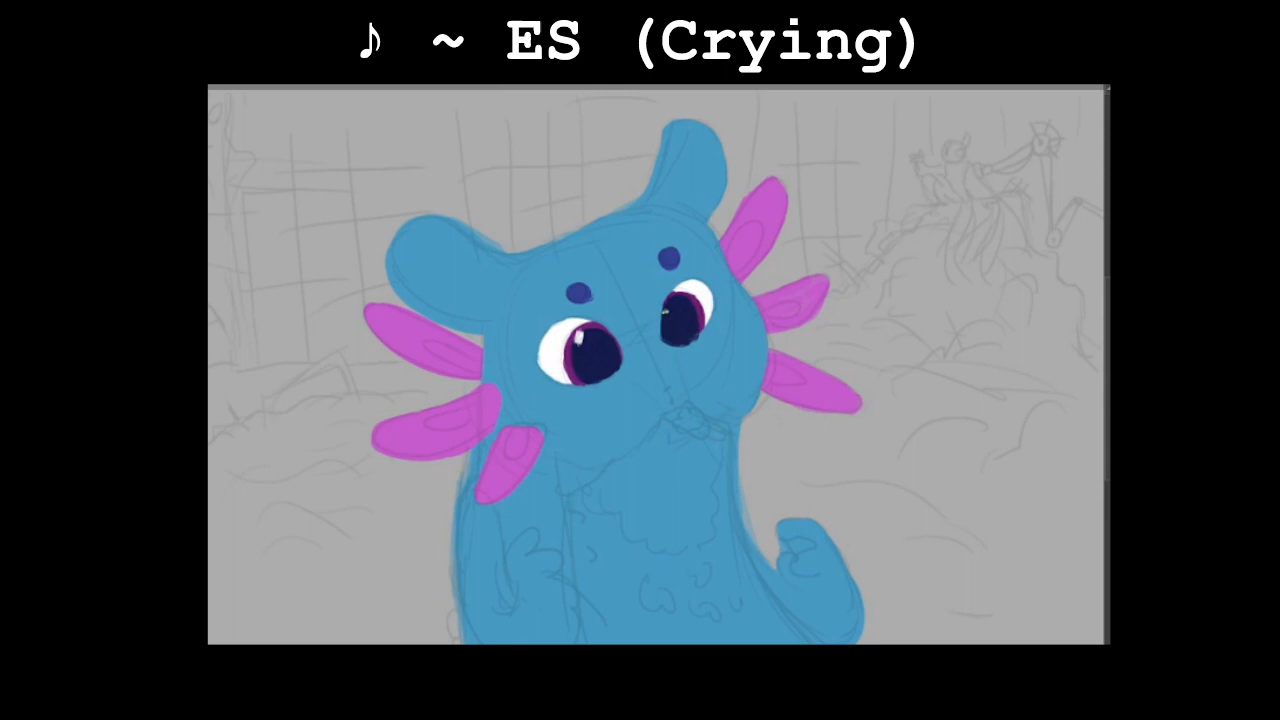 ♪ ~ ES (Crying)